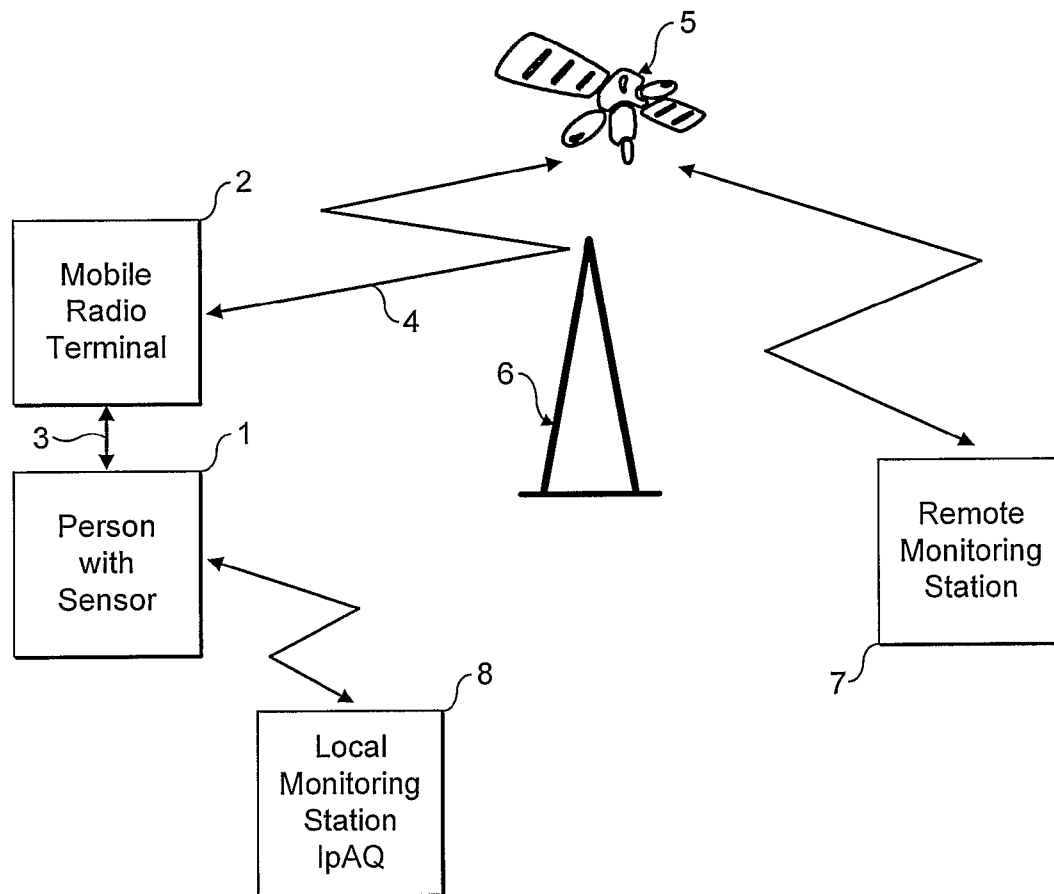 5
2
Mobile
Radio
Terminal
4
6
3
1
Person
with
Sensor
Remote
Monitoring
Station
7
8
Local
Monitoring
Station
IpAQ